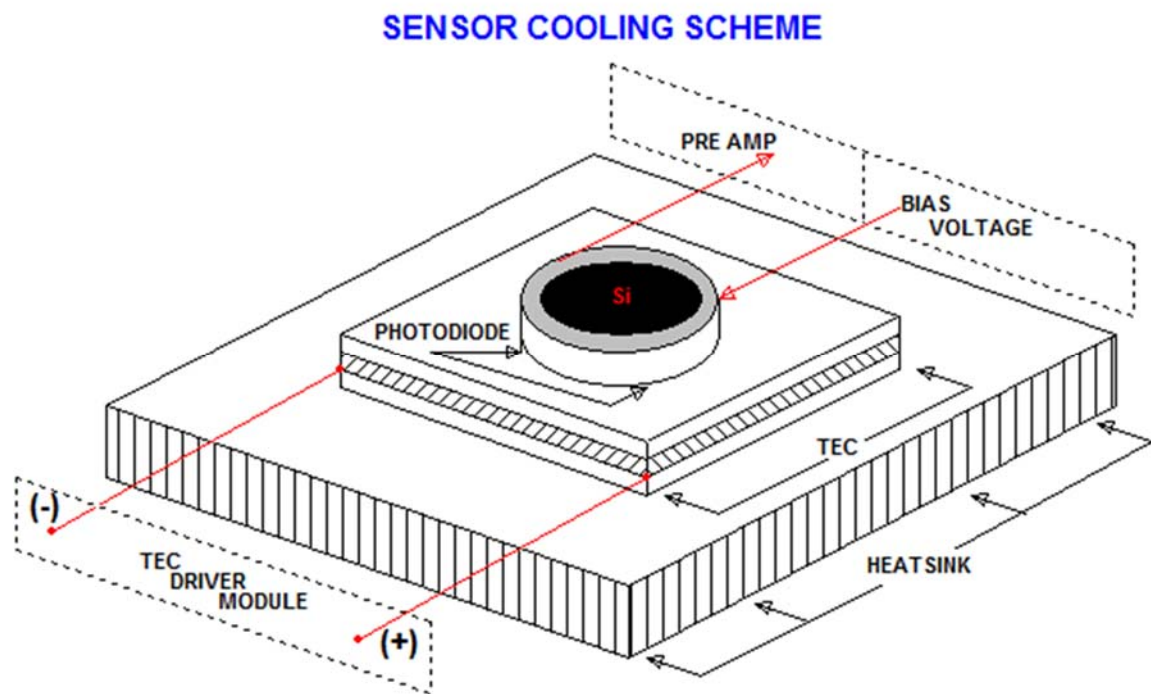 SENSOR COOLING SCHEME
PRE AMP
BIAS
VOLTAGE
Si
PHOTODIODE
TEC
HEATSINK
(-)
TEC
DRIVER
MODULE
(+)